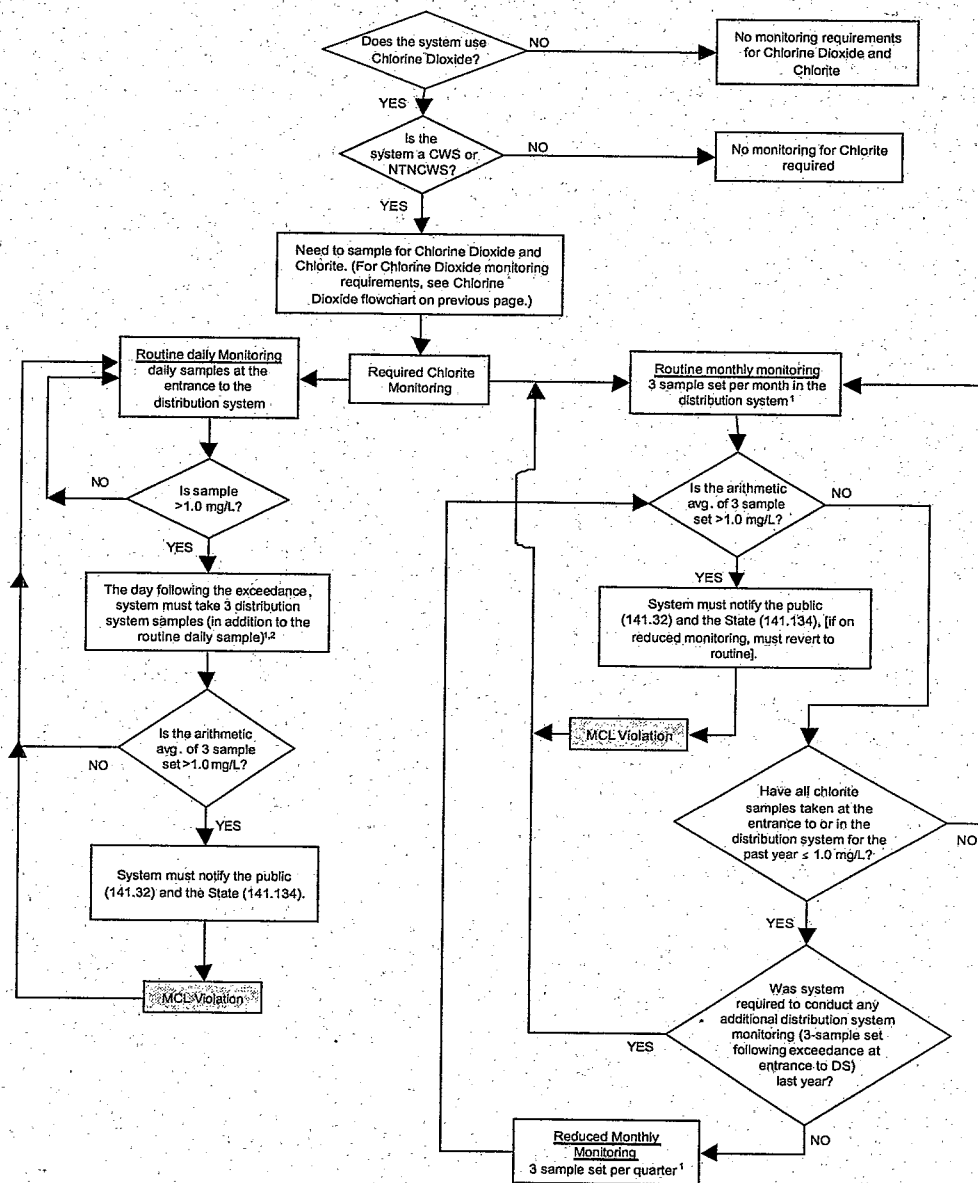 Does the system use
Chlorine Dioxide?
NO
No monitoring requirements
for Chlorine Dioxide and
Chlorite
YES
Is the
system a CWS or
NTNCWS?
NO
No monitoring for Chlorite
required
YES
Need to sample for Chlorine Dioxide and
Chlorite. (For Chlorine Dioxide monitoring
requirements, see Chlorine
Dioxide flowchart on previous page.)
Required Chlorite
Monitoring
Routine daily Monitoring
daily samples at the
entrance to the
distribution system
NO
Is sample
>1.0 mg/L?
YES
The day following the exceedance,
system must take 3 distribution
system samples (in addition to the
routine daily sample)¹,²
Is the arithmetic
avg. of 3 sample
set >1.0 mg/L?
NO
YES
System must notify the public
(141.32) and the State (141.134).
MCL Violation
Routine monthly monitoring
3 sample set per month in the
distribution system¹
Is the arithmetic
avg. of 3 sample
set >1.0 mg/L?
NO
YES
System must notify the public
(141.32) and the State (141.134), [if on
reduced monitoring, must revert to
routine].
MCL Violation
Have all chlorite
samples taken at the
entrance to or in the
distribution system for the
past year ≤ 1.0 mg/L?
NO
YES
Was system
required to conduct any
additional distribution system
monitoring (3-sample set
following exceedance at
entrance to DS)
last year?
YES
NO
Reduced Monthly
Monitoring
3 sample set per quarter¹